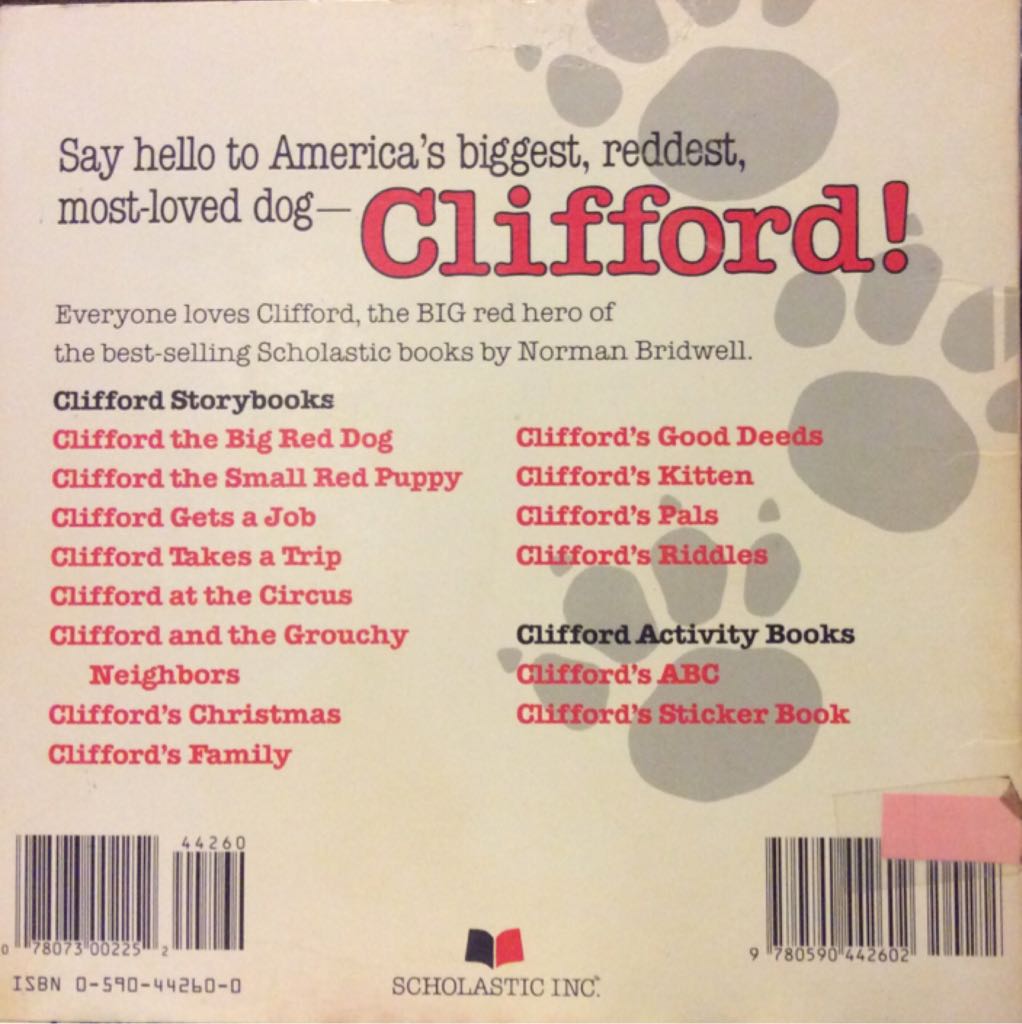 Say hello to America's biggest, reddest,
most-loved dog—Clifford!
Everyone loves Clifford, the BIG red hero of
the best-selling Scholastic books by Norman Bridwell.
Clifford Storybooks
Clifford the Big Red Dog
Clifford the Small Red Puppy
Clifford Gets a Job
Clifford Takes a Trip
Clifford at the Circus
Clifford and the Grouchy
Neighbors
Clifford's Christmas
Clifford's Family
Clifford's Good Deeds
Clifford's Kitten
Clifford's Pals
Clifford's Riddles
Clifford Activity Books
Clifford's ABC
Clifford's Sticker Book
44260
0 78073 00225 2
ISBN 0-590-44260-0
SCHOLASTIC INC.
9 780590 442602